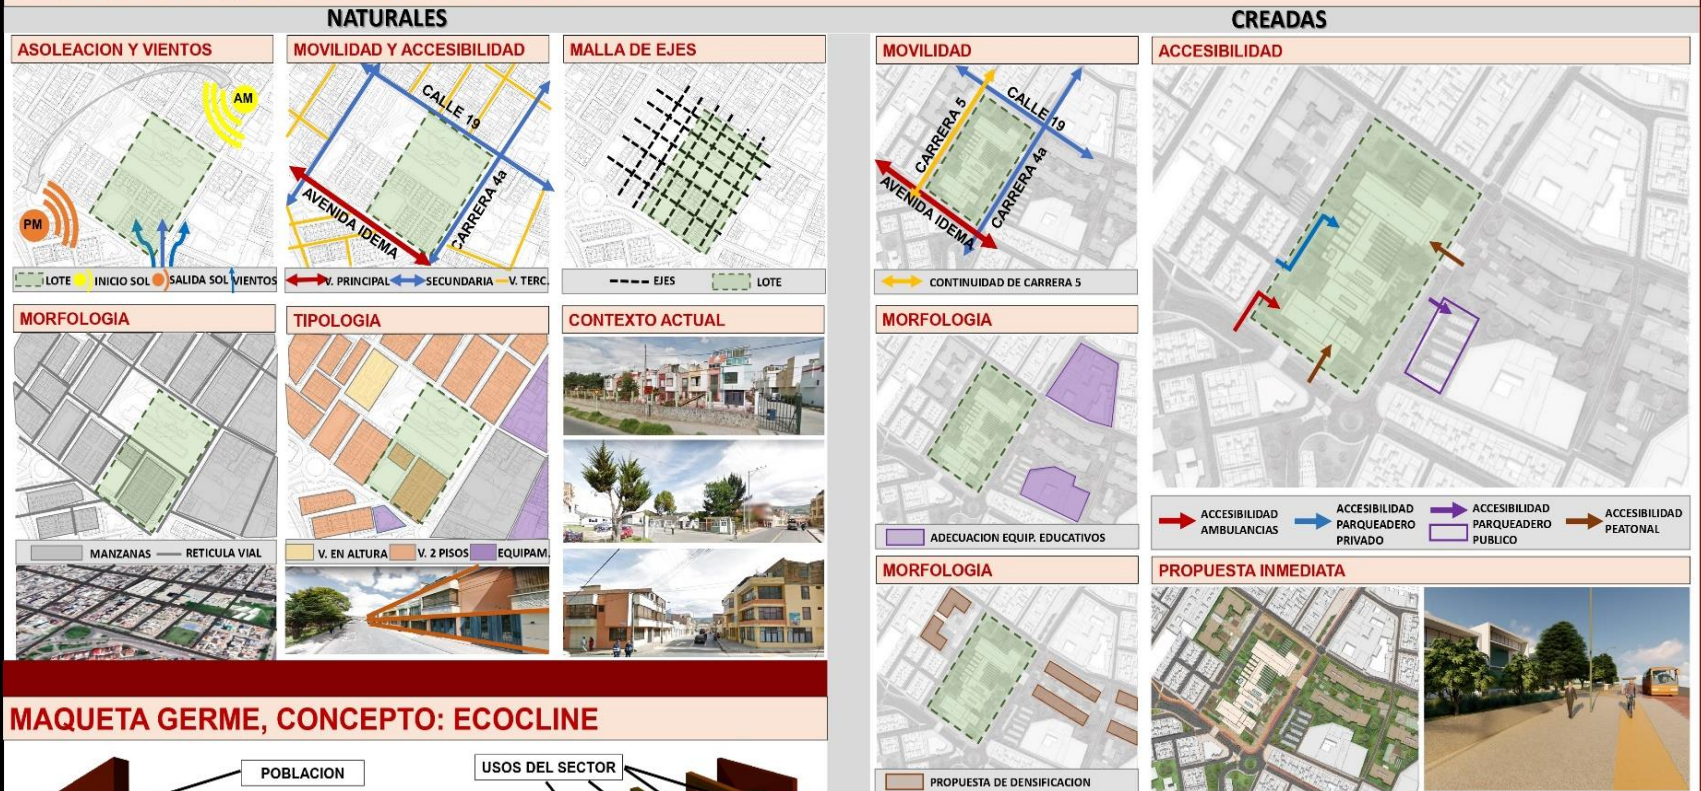 NATURALES
ASOLEACION Y VIENTOS
AM
PM
LOTE INICIO SOL SALIDA SOL VIENTOS
MOVILIDAD Y ACCESIBILIDAD
CALLE 19
CARRERA 4a
AVENIDA IDEMA
V. PRINCIPAL SECUNDARIA V. TERC.
MALLA DE EJES
EJES LOTE
MORFOLOGIA
MANZANAS RETICULA VIAL
TIPOLOGIA
V. EN ALTURA V. 2 PISOS EQUIPAM.
CONTEXTO ACTUAL
MAQUETA GERME, CONCEPTO: ECOCLINE
POBLACION
USOS DEL SECTOR
CREADAS
MOVILIDAD
CARRERA 5
CALLE 19
CARRERA 4a
AVENIDA IDEMA
CONTINUIDAD DE CARRERA 5
ACCESIBILIDAD
ACCESIBILIDAD
AMBULANCIAS
ACCESIBILIDAD
PARQUEADERO
PRIVADO
ACCESIBILIDAD
PARQUEADERO
PUBLICO
ACCESIBILIDAD
PEATONAL
MORFOLOGIA
ADECUACION EQUIP. EDUCATIVOS
MORFOLOGIA
PROPUESTA DE DENSIFICACION
PROPUESTA INMEDIATA